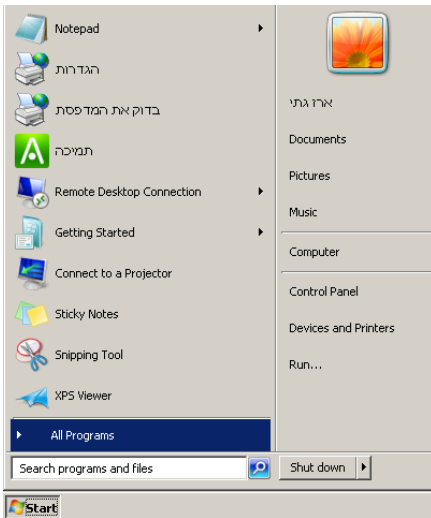 Notepad
הגדרות
בדוק את המדפסת
תמיכה
Remote Desktop Connection
Getting Started
Connect to a Projector
Sticky Notes
Snipping Tool
XPS Viewer
All Programs
Search programs and files
ארז גתי
Documents
Pictures
Music
Computer
Control Panel
Devices and Printers
Run...
Shut down
Start